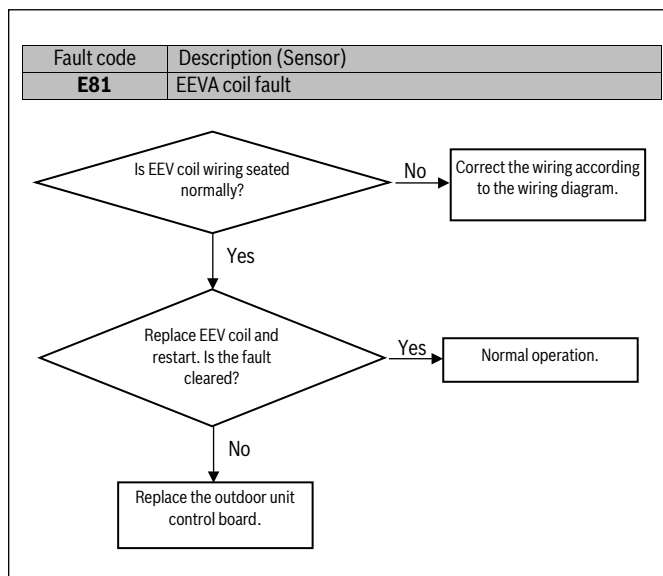 Fault code Description (Sensor)
E81 EEVA coil fault
Is EEV coil wiring seated
normally?
No
Correct the wiring according
to the wiring diagram.
Yes
Replace EEV coil and
restart. Is the fault
cleared?
Yes
Normal operation.
No
Replace the outdoor unit
control board.